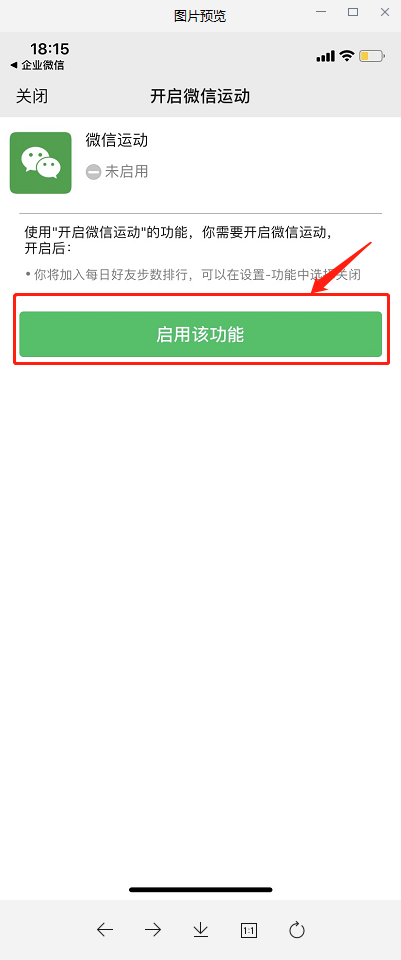 图片预览
18:15
◀ 企业微信
关闭
开启微信运动
微信运动
未启用
使用"开启微信运动"的功能，你需要开启微信运动，
开启后：
• 你将加入每日好友步数排行，可以在设置-功能中选择关闭
启用该功能
1:1